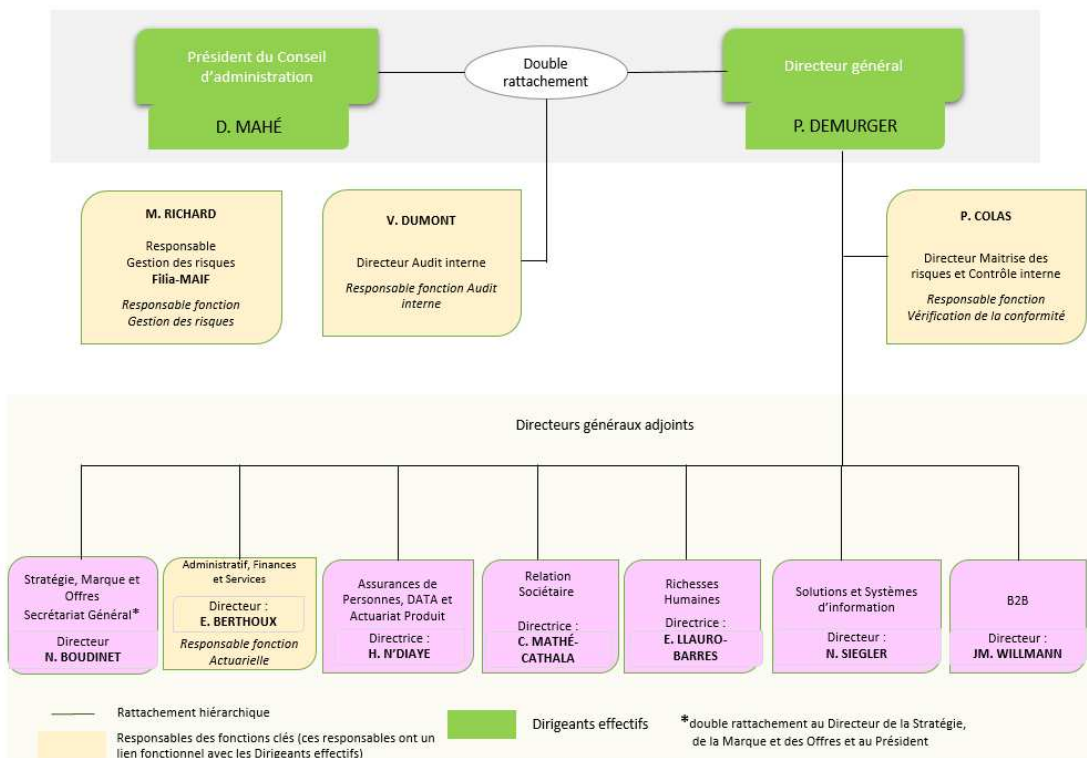 Président du Conseil
d'administration
D. MAHÉ
Double
rattachement
Directeur général
P. DEMURGER
M. RICHARD
Responsable
Gestion des risques
Filia-MAIF
Responsable fonction
Gestion des risques
V. DUMONT
Directeur Audit interne
Responsable fonction Audit
interne
P. COLAS
Directeur Maitrise des
risques et Contrôle interne
Responsable fonction
Vérification de la conformité
Directeurs généraux adjoints
Stratégie, Marque et
Offres
Secrétariat Général*
Directeur
N. BOUDINET
Administratif, Finances
et Services
Directeur :
E. BERTHOUX
Responsable fonction
Actuarielle
Assurances de
Personnes, DATA et
Actuariat Produit
Directrice :
H. N'DIAYE
Relation
Sociétaire
Directrice :
C. MATHÉ-
CATHALA
Richesses
Humaines
Directrice :
E. LLAURO-
BARRES
Solutions et Systèmes
d'information
Directeur :
N. SIEGLER
B2B
Directeur :
JM. WILLMANN
Rattachement hiérarchique
Responsables des fonctions clés (ces responsables ont un
lien fonctionnel avec les Dirigeants effectifs)
Dirigeants effectifs
*double rattachement au Directeur de la Stratégie,
de la Marque et des Offres et au Président